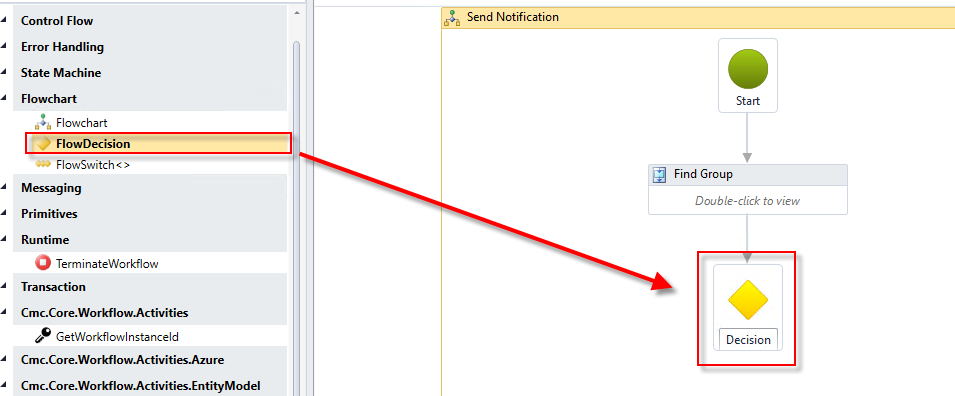 Control Flow
Error Handling
State Machine
Flowchart
Flowchart
FlowDecision
FlowSwitch<>
Messaging
Primitives
Runtime
TerminateWorkflow
Transaction
Cmc.Core.Workflow.Activities
GetWorkflowInstanceId
Cmc.Core.Workflow.Activities.Azure
Cmc.Core.Workflow.Activities.EntityModel
Send Notification
Start
Find Group
Double-click to view
Decision